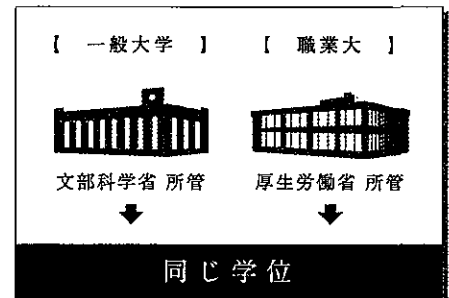 【 一般大学 】 【 職業大 】
文部科学省 所管 厚生労働省 所管
同じ学位